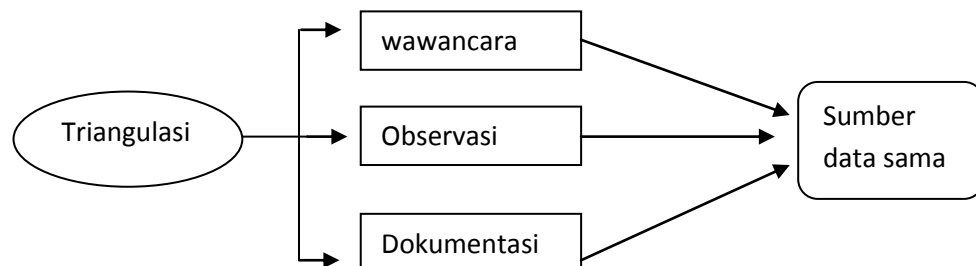 Triangulasi
wawancara
Observasi
Dokumentasi
Sumber
data sama